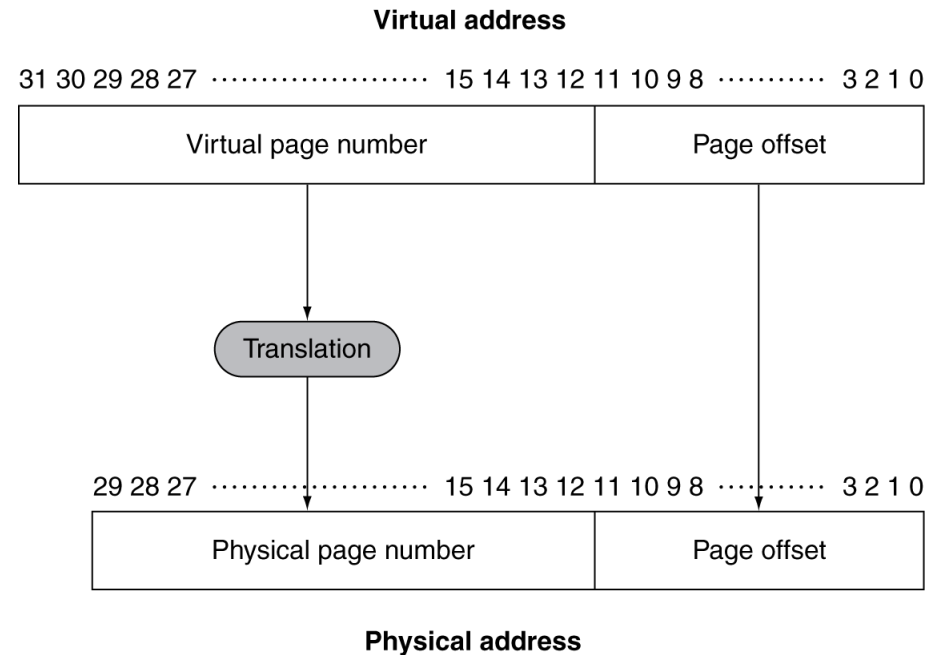 Virtual address
31 30 29 28 27 ······················ 15 14 13 12 11 10 9 8 ··········· 3 2 1 0
Virtual page number Page offset
Translation
29 28 27 ······················ 15 14 13 12 11 10 9 8 ··········· 3 2 1 0
Physical page number Page offset
Physical address